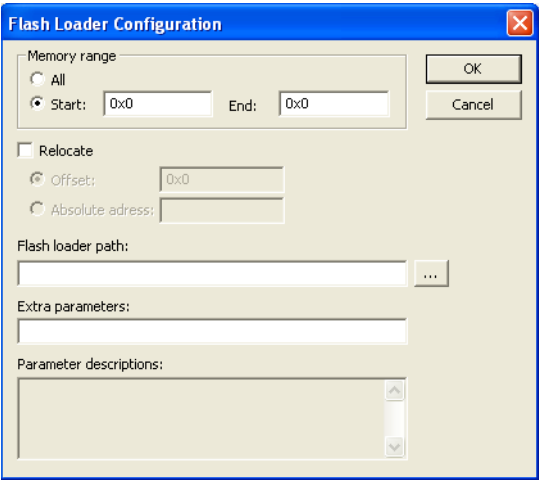 Flash Loader Configuration
Memory range
All
Start: 0x0 End: 0x0
OK
Cancel
Relocate
Offset: 0x0
Absolute adress:
Flash loader path:
...
Extra parameters:
Parameter descriptions: